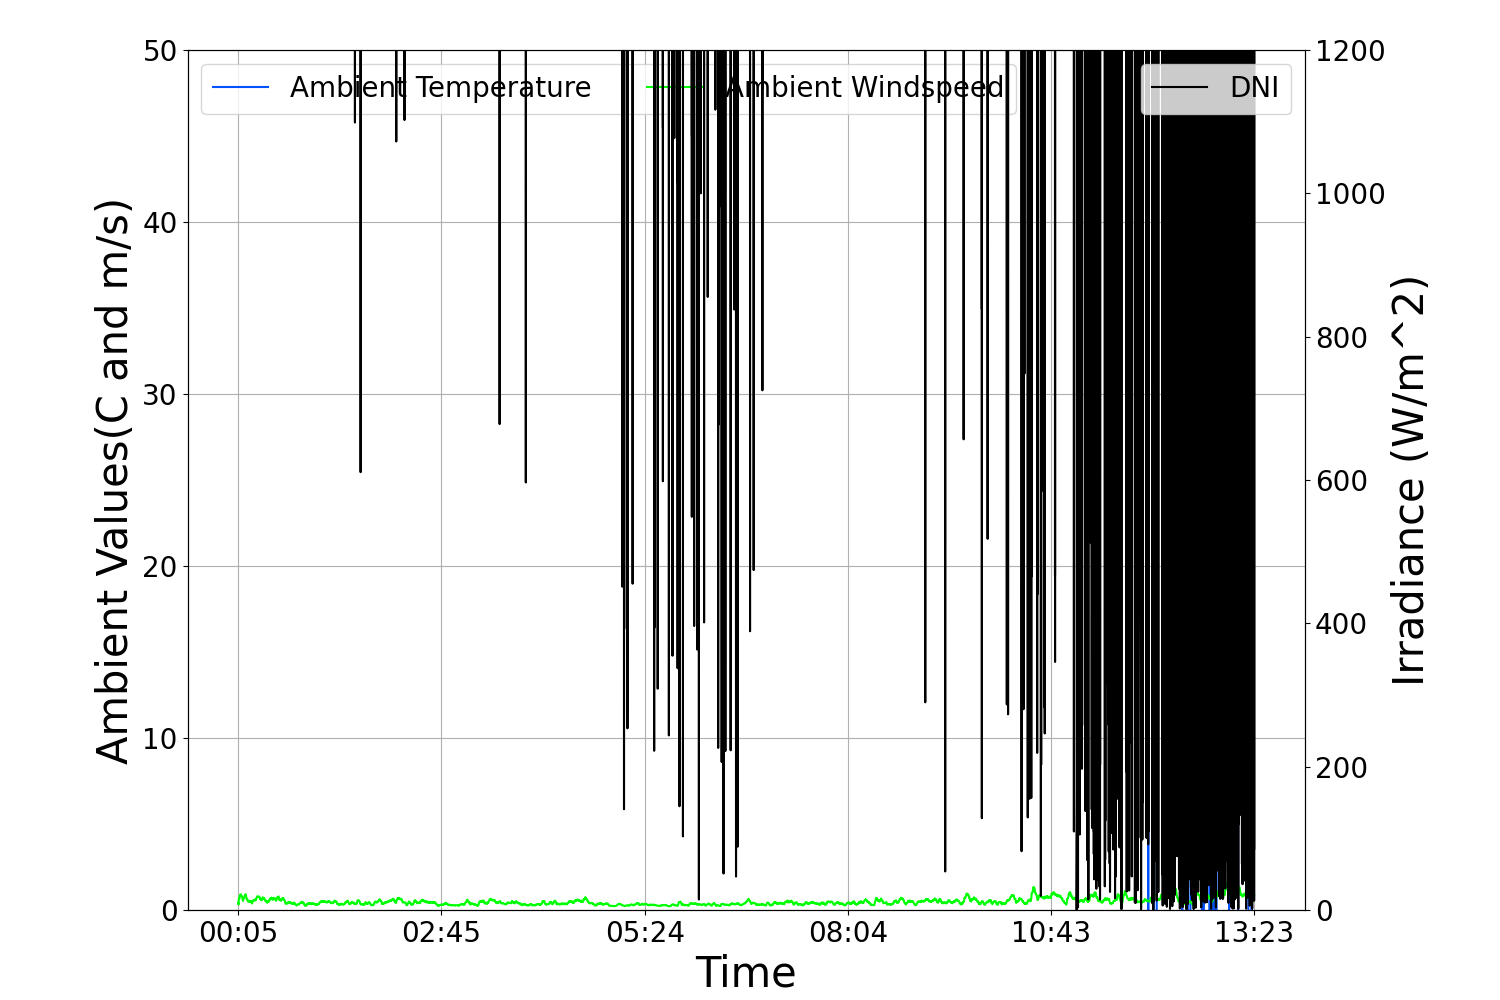 Ambient Temperature
Ambient Windspeed
DNI
Ambient Values(C and m/s)
50
40
30
20
10
0
1200
1000
800
600
400
200
0
Irradiance (W/m^2)
00:05 02:45 05:24 08:04 10:43 13:23
Time